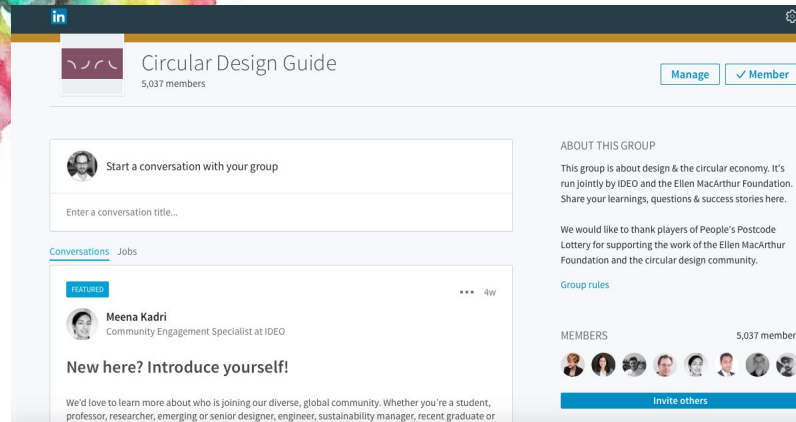 in
Circular Design Guide
5,037 members
Manage
✓ Member
Start a conversation with your group
Enter a conversation title...
Conversations Jobs
FEATURED
4w
Meena Kadri
Community Engagement Specialist at IDEO
New here? Introduce yourself!
We'd love to learn more about who is joining our diverse, global community. Whether you're a student,
professor, researcher, emerging or senior designer, engineer, sustainability manager, recent graduate or
ABOUT THIS GROUP
This group is about design & the circular economy. It's
run jointly by IDEO and the Ellen MacArthur Foundation.
Share your learnings, questions & success stories here.
We would like to thank players of People's Postcode
Lottery for supporting the work of the Ellen MacArthur
Foundation and the circular design community.
Group rules
MEMBERS
5,037 member
Invite others